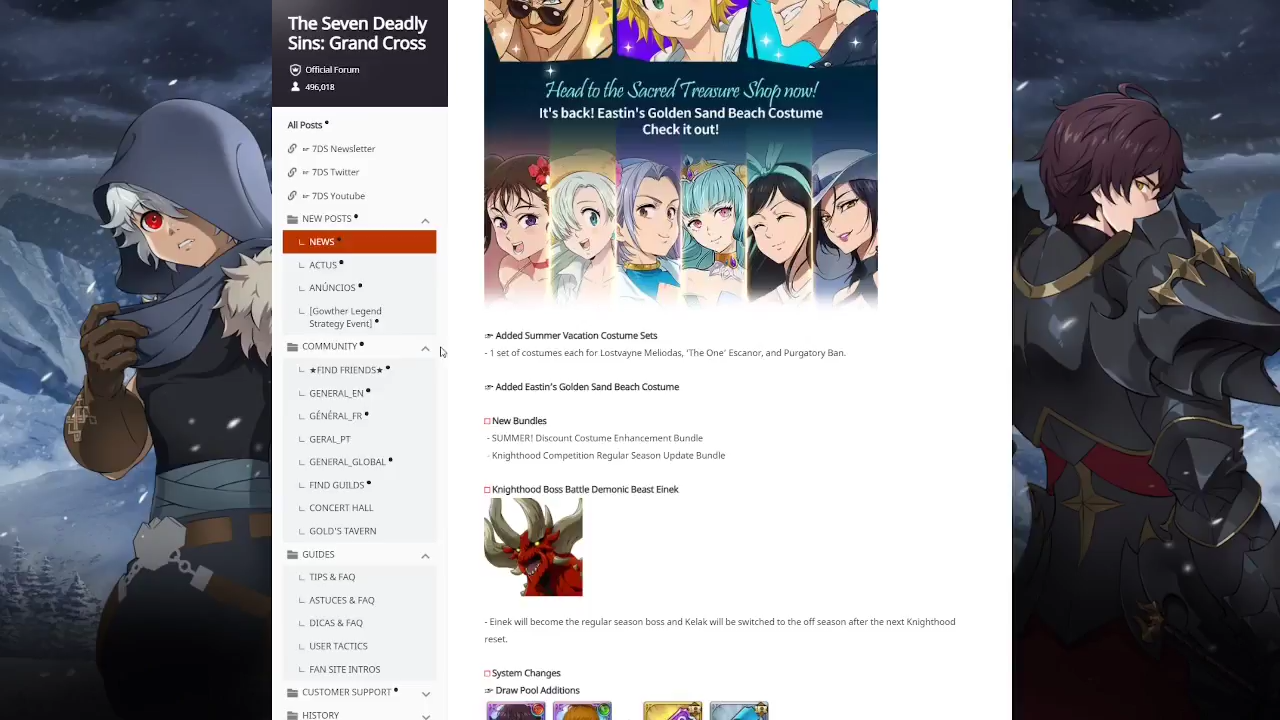 The Seven Deadly
Sins: Grand Cross
Official Forum
496,018
All Posts
☞ 7DS Newsletter
☞ 7DS Twitter
☞ 7DS Youtube
NEW POSTS
NEWS
ACTUS
ANÚNCIOS
[Gowther Legend
Strategy Event]
COMMUNITY
★FIND FRIENDS★
GENERAL_EN
GÉNÉRAL_FR
GERAL_PT
GENERAL_GLOBAL
FIND GUILDS
CONCERT HALL
GOLD'S TAVERN
GUIDES
TIPS & FAQ
ASTUCES & FAQ
DICAS & FAQ
USER TACTICS
FAN SITE INTROS
CUSTOMER SUPPORT
HISTORY
Head to the Sacred Treasure Shop now!
It's back! Eastin's Golden Sand Beach Costume
Check it out!
☞ Added Summer Vacation Costume Sets
- 1 set of costumes each for Lostvayne Meliodas, 'The One' Escanor, and Purgatory Ban.
☞ Added Eastin's Golden Sand Beach Costume
□ New Bundles
- SUMMER! Discount Costume Enhancement Bundle
- Knighthood Competition Regular Season Update Bundle
□ Knighthood Boss Battle Demonic Beast Einek
- Einek will become the regular season boss and Kelak will be switched to the off season after the next Knighthood
reset.
□ System Changes
☞ Draw Pool Additions